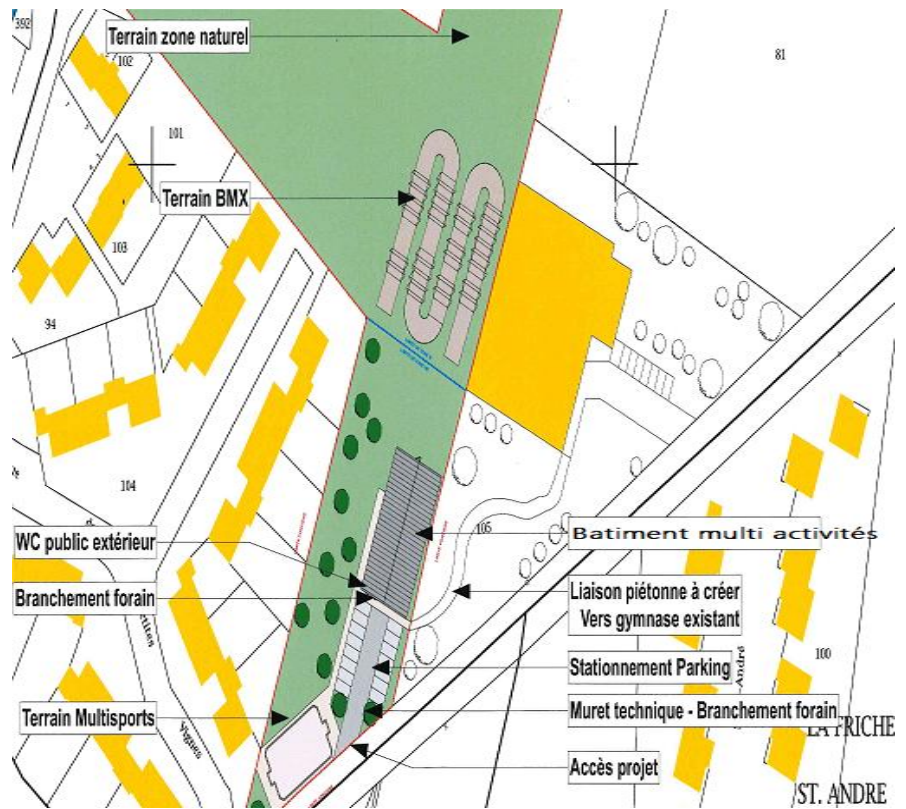 392
Terrain zone naturel
102
81
101
Terrain BMX
103
94
104
105
WC public extérieur
Batiment multi activités
Branchement forain
Liaison piétonne à créer
Vers gymnase existant
Stationnement Parking
André
100
Terrain Multisports
Vignes
Muret technique - Branchement forain
LA FRICHE
Accès projet
ST. ANDRE